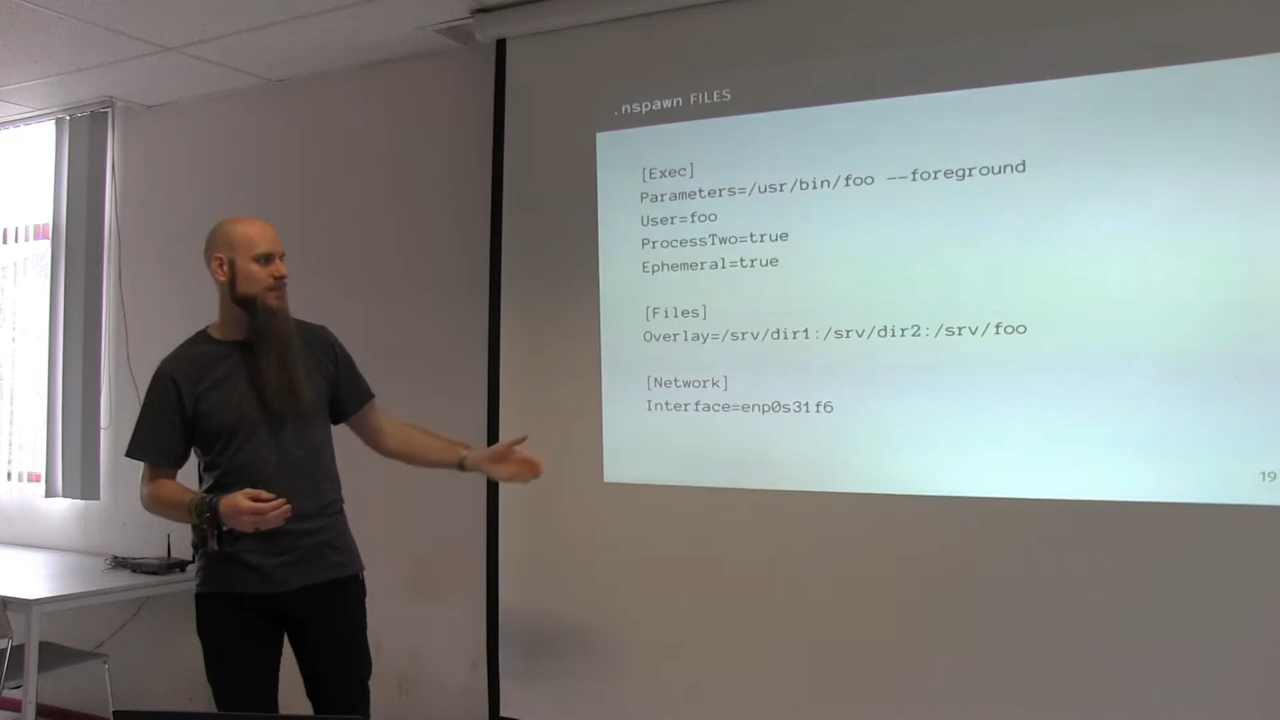 .nspawn FILES
[Exec]
Parameters=/usr/bin/foo --foreground
User=foo
ProcessTwo=true
Ephemeral=true
[Files]
Overlay=/srv/dir1:/srv/dir2:/srv/foo
[Network]
Interface=enp0s31f6
19